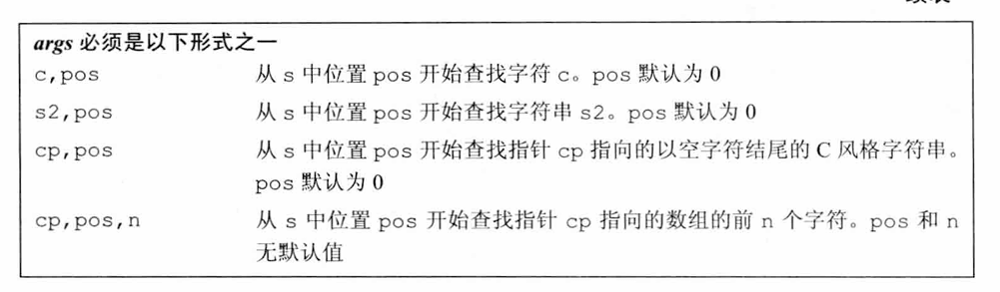 args 必须是以下形式之一
c,pos 从 s 中位置 pos 开始查找字符 c。pos 默认为 0
s2,pos 从 s 中位置 pos 开始查找字符串 s2。pos 默认为 0
cp,pos 从 s 中位置 pos 开始查找指针 cp 指向的以空字符结尾的 C 风格字符串。
pos 默认为 0
cp,pos,n 从 s 中位置 pos 开始查找指针 cp 指向的数组的前 n 个字符。pos 和 n
无默认值